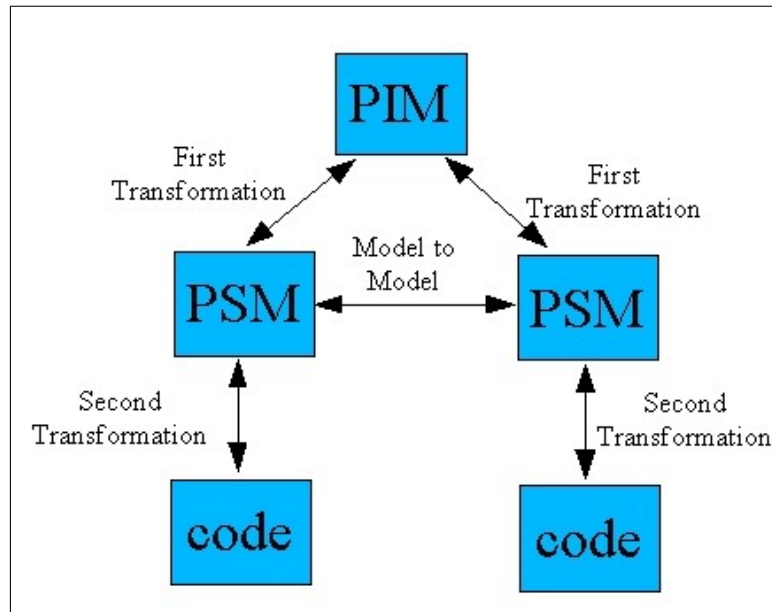 PIM
First
Transformation
First
Transformation
Model to
Model
PSM
PSM
Second
Transformation
Second
Transformation
code
code